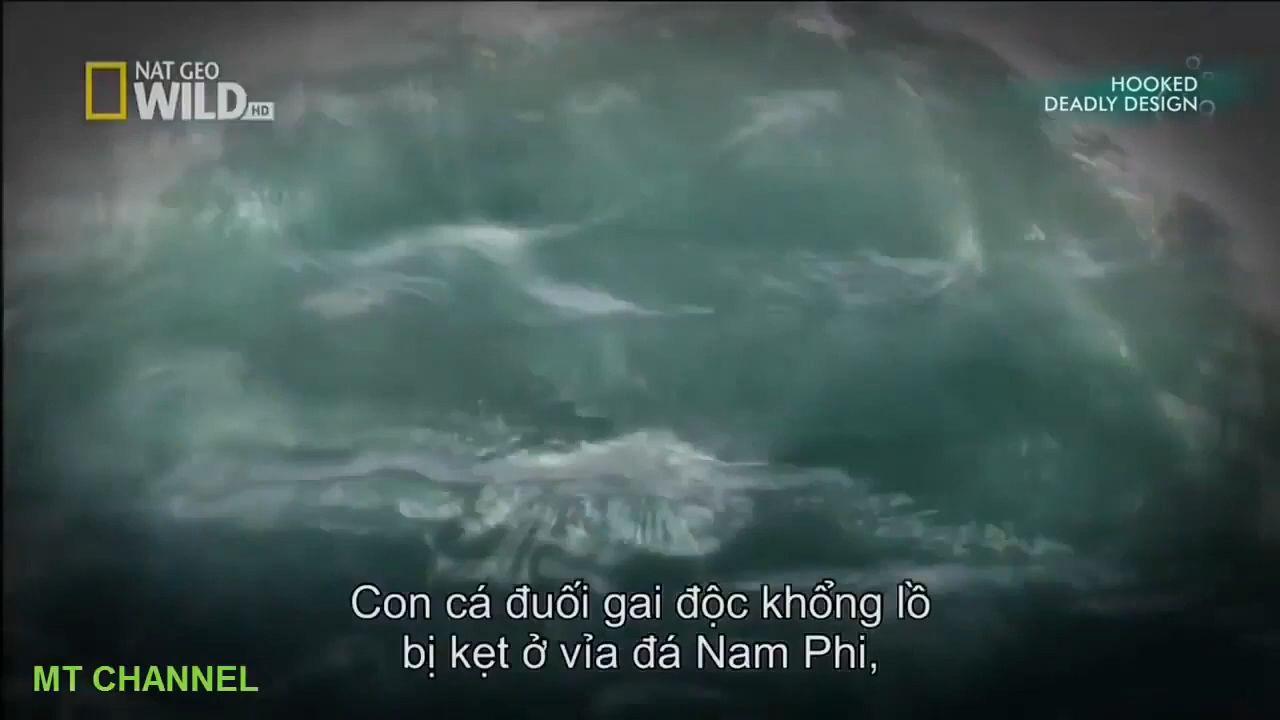 NAT GEO
WILD HD
HOOKED
DEADLY DESIGN
Con cá đuối gai độc khổng lồ
bị kẹt ở vỉa đá Nam Phi,
MT CHANNEL